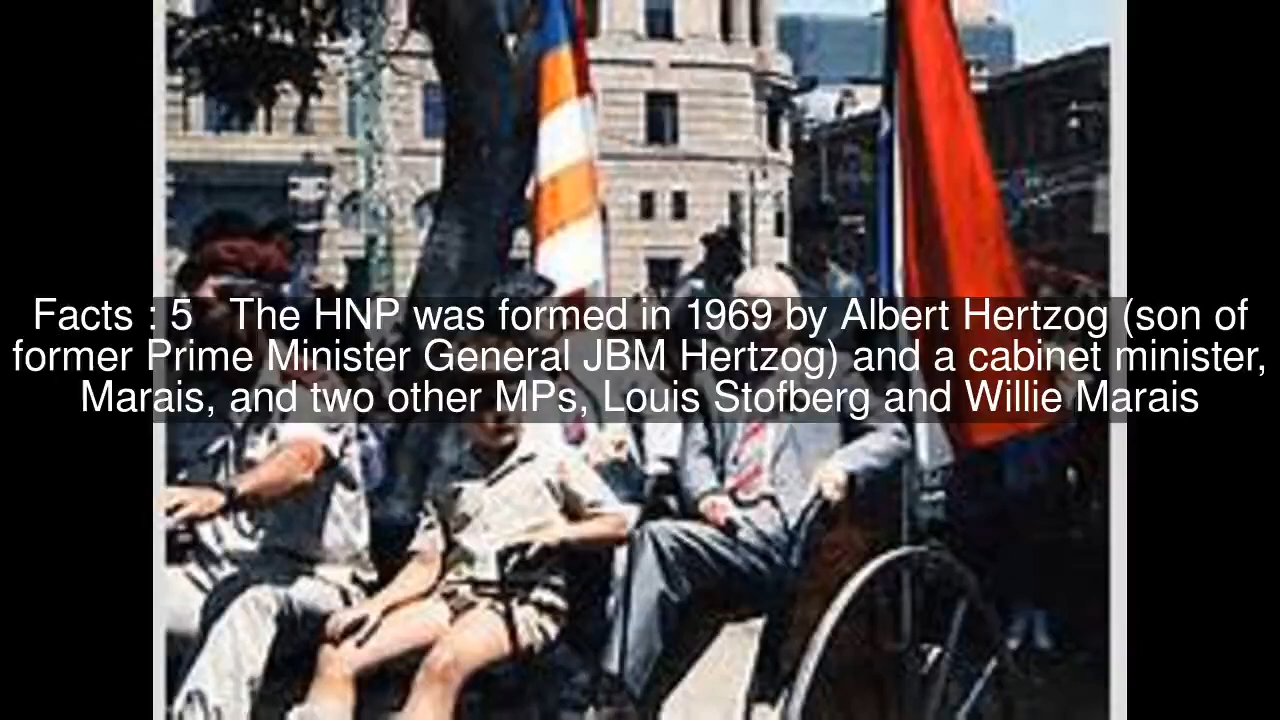 Facts : 5   The HNP was formed in 1969 by Albert Hertzog (son of
former Prime Minister General JBM Hertzog) and a cabinet minister,
Marais, and two other MPs, Louis Stofberg and Willie Marais